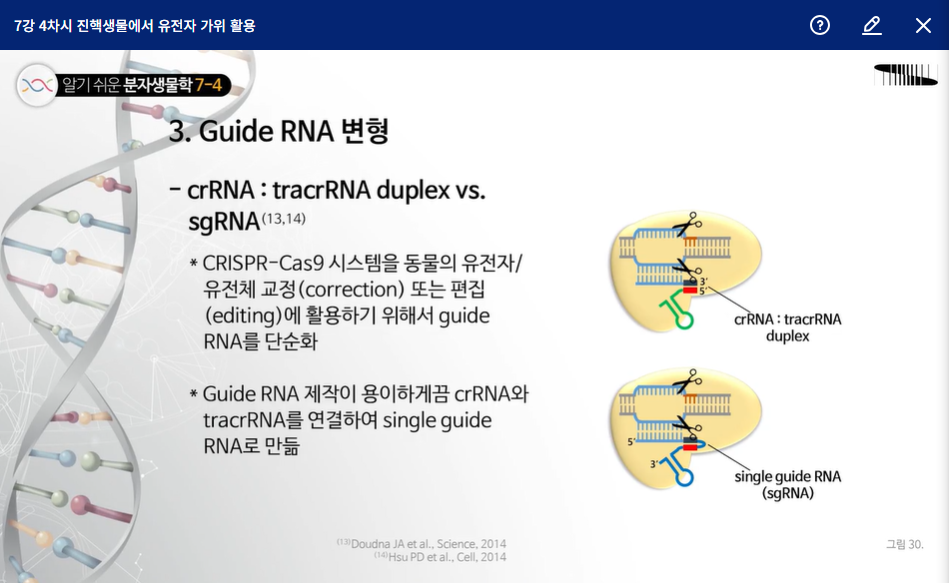 7강 4차시 진핵생물에서 유전자 가위 활용
알기 쉬운 분자생물학 7-4
3. Guide RNA 변형
- crRNA : tracrRNA duplex vs.
sgRNA(13,14)
* CRISPR-Cas9 시스템을 동물의 유전자/
유전체 교정(correction) 또는 편집
(editing)에 활용하기 위해서 guide
RNA를 단순화
* Guide RNA 제작이 용이하게끔 crRNA와
tracrRNA를 연결하여 single guide
RNA로 만듦
3'
5'
crRNA : tracrRNA
duplex
5'
3'
single guide RNA
(sgRNA)
(13)Doudna JA et al., Science, 2014
(14)Hsu PD et al., Cell, 2014
그림 30.